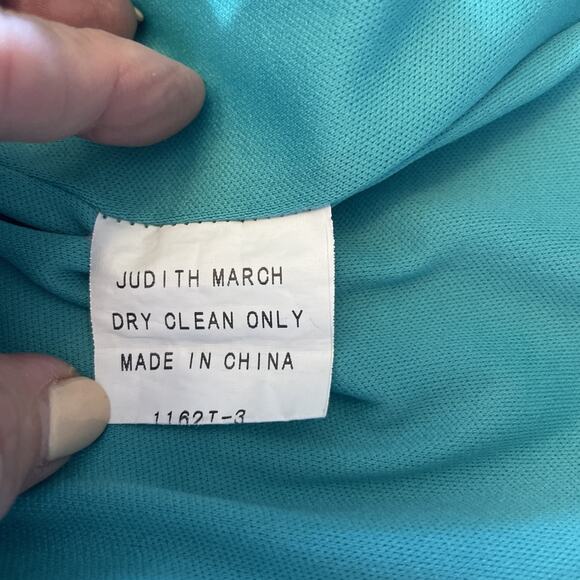 JUDITH MARCH
DRY CLEAN ONLY
MADE IN CHINA
1162T-3